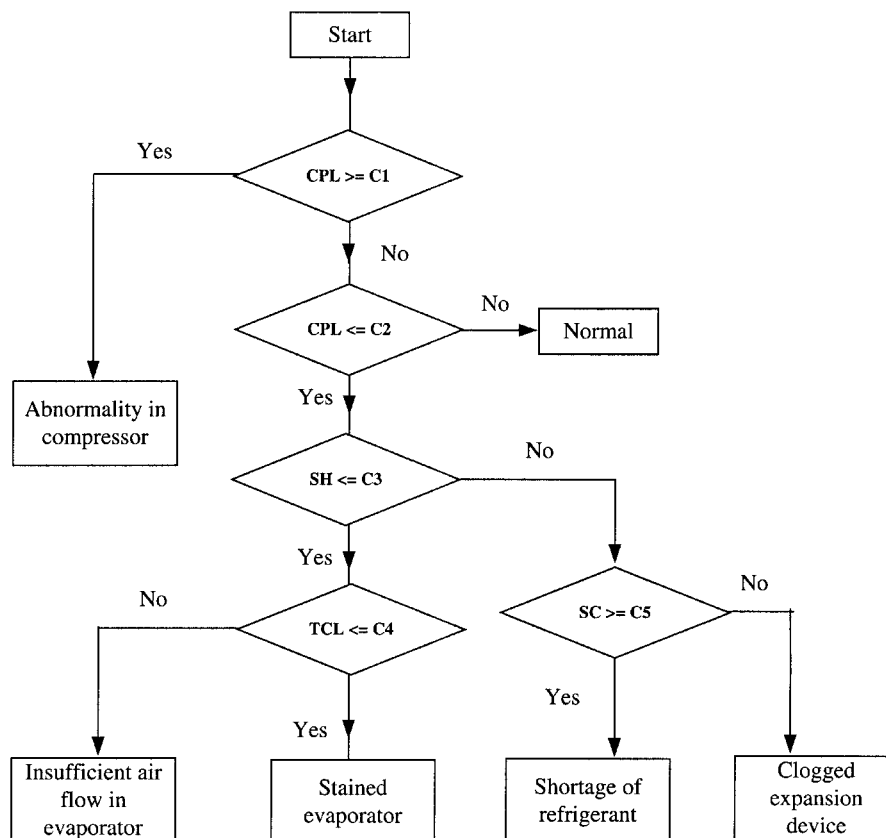 Start
Yes
CPL >= C1
No
CPL <= C2
No
Normal
Abnormality in
compressor
Yes
SH <= C3
No
Yes
No
TCL <= C4
SC >= C5
No
Yes
Yes
Insufficient air
flow in
evaporator
Stained
evaporator
Shortage of
refrigerant
Clogged
expansion
device